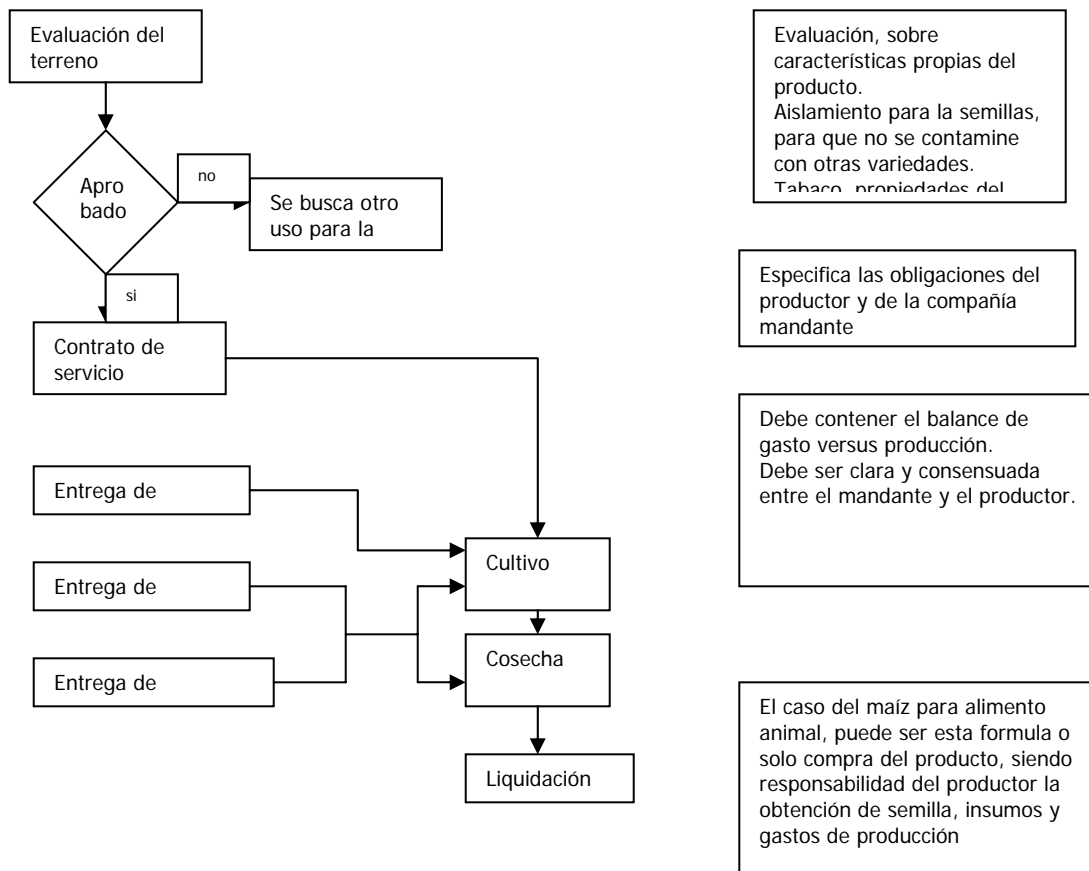 Evaluación del
terreno
Apro
bado
no
Se busca otro
uso para la
si
Contrato de
servicio
Entrega de
Entrega de
Entrega de
Cultivo
Cosecha
Liquidación
Evaluación, sobre
características propias del
producto.
Aislamiento para la semillas,
para que no se contamine
con otras variedades.
Tabaco, propiedades del
Especifica las obligaciones del
productor y de la compañía
mandante
Debe contener el balance de
gasto versus producción.
Debe ser clara y consensuada
entre el mandante y el productor.
El caso del maíz para alimento
animal, puede ser esta formula o
solo compra del producto, siendo
responsabilidad del productor la
obtención de semilla, insumos y
gastos de producción